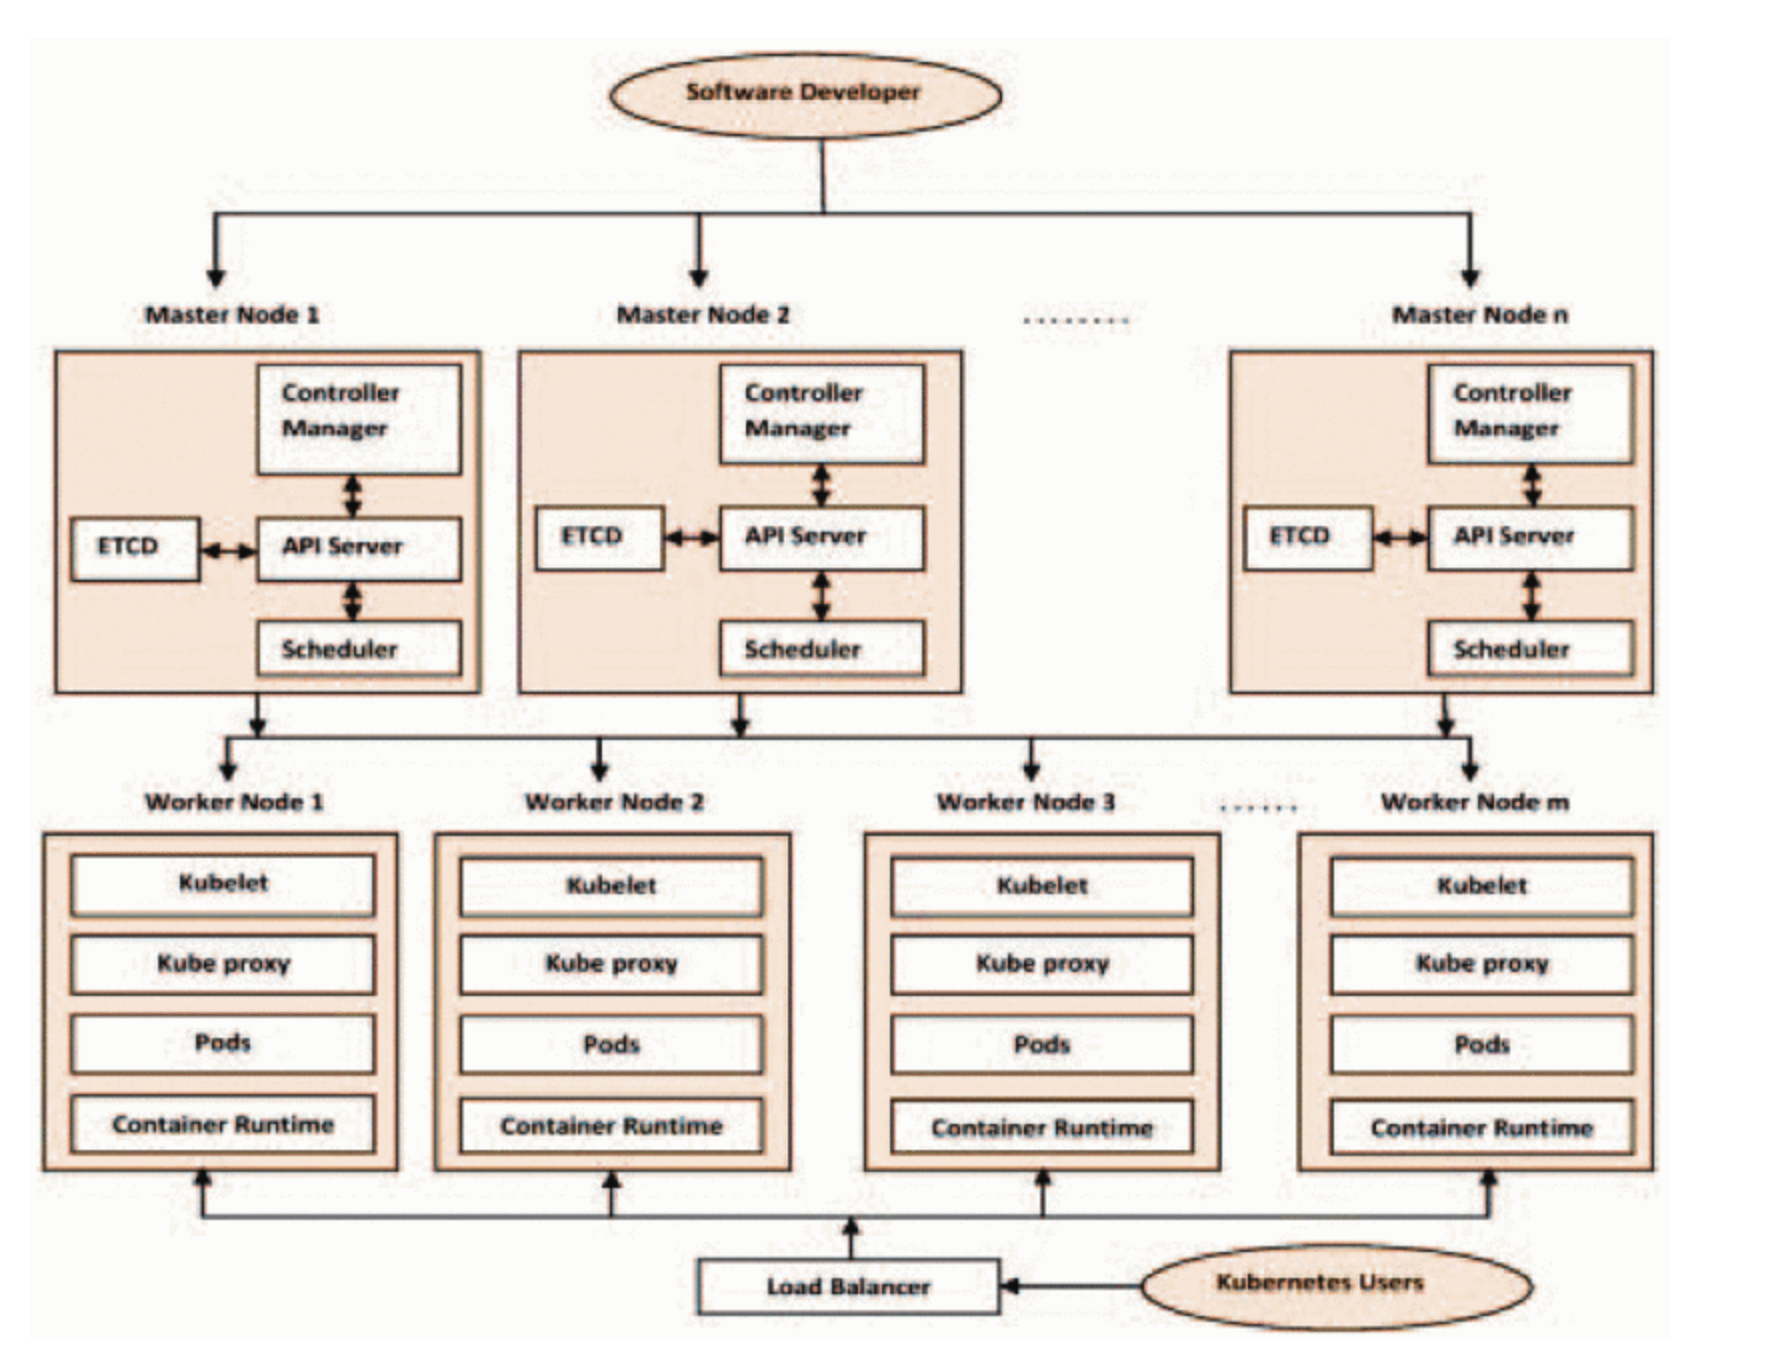 Software Developer
Master Node 1
Master Node 2
........
Master Node n
Controller
Manager
ETCD
API Server
Scheduler
Controller
Manager
ETCD
API Server
Scheduler
Controller
Manager
ETCD
API Server
Scheduler
Worker Node 1
Worker Node 2
Worker Node 3
......
Worker Node m
Kubelet
Kube proxy
Pods
Container Runtime
Kubelet
Kube proxy
Pods
Container Runtime
Kubelet
Kube proxy
Pods
Container Runtime
Kubelet
Kube proxy
Pods
Container Runtime
Load Balancer
Kubernetes Users